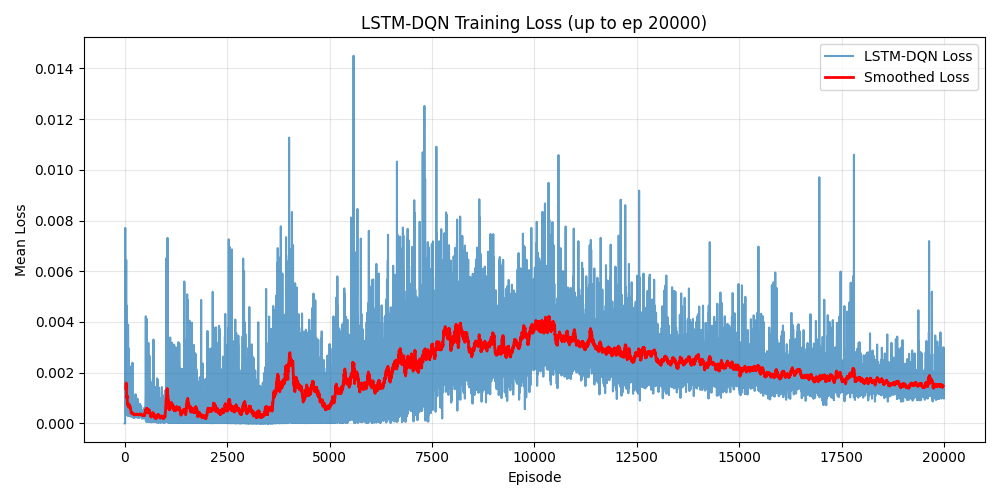 LSTM-DQN Training Loss (up to ep 20000)
LSTM-DQN Loss
Smoothed Loss
Mean Loss
0.014
0.012
0.010
0.008
0.006
0.004
0.002
0.000
0 2500 5000 7500 10000 12500 15000 17500 20000
Episode